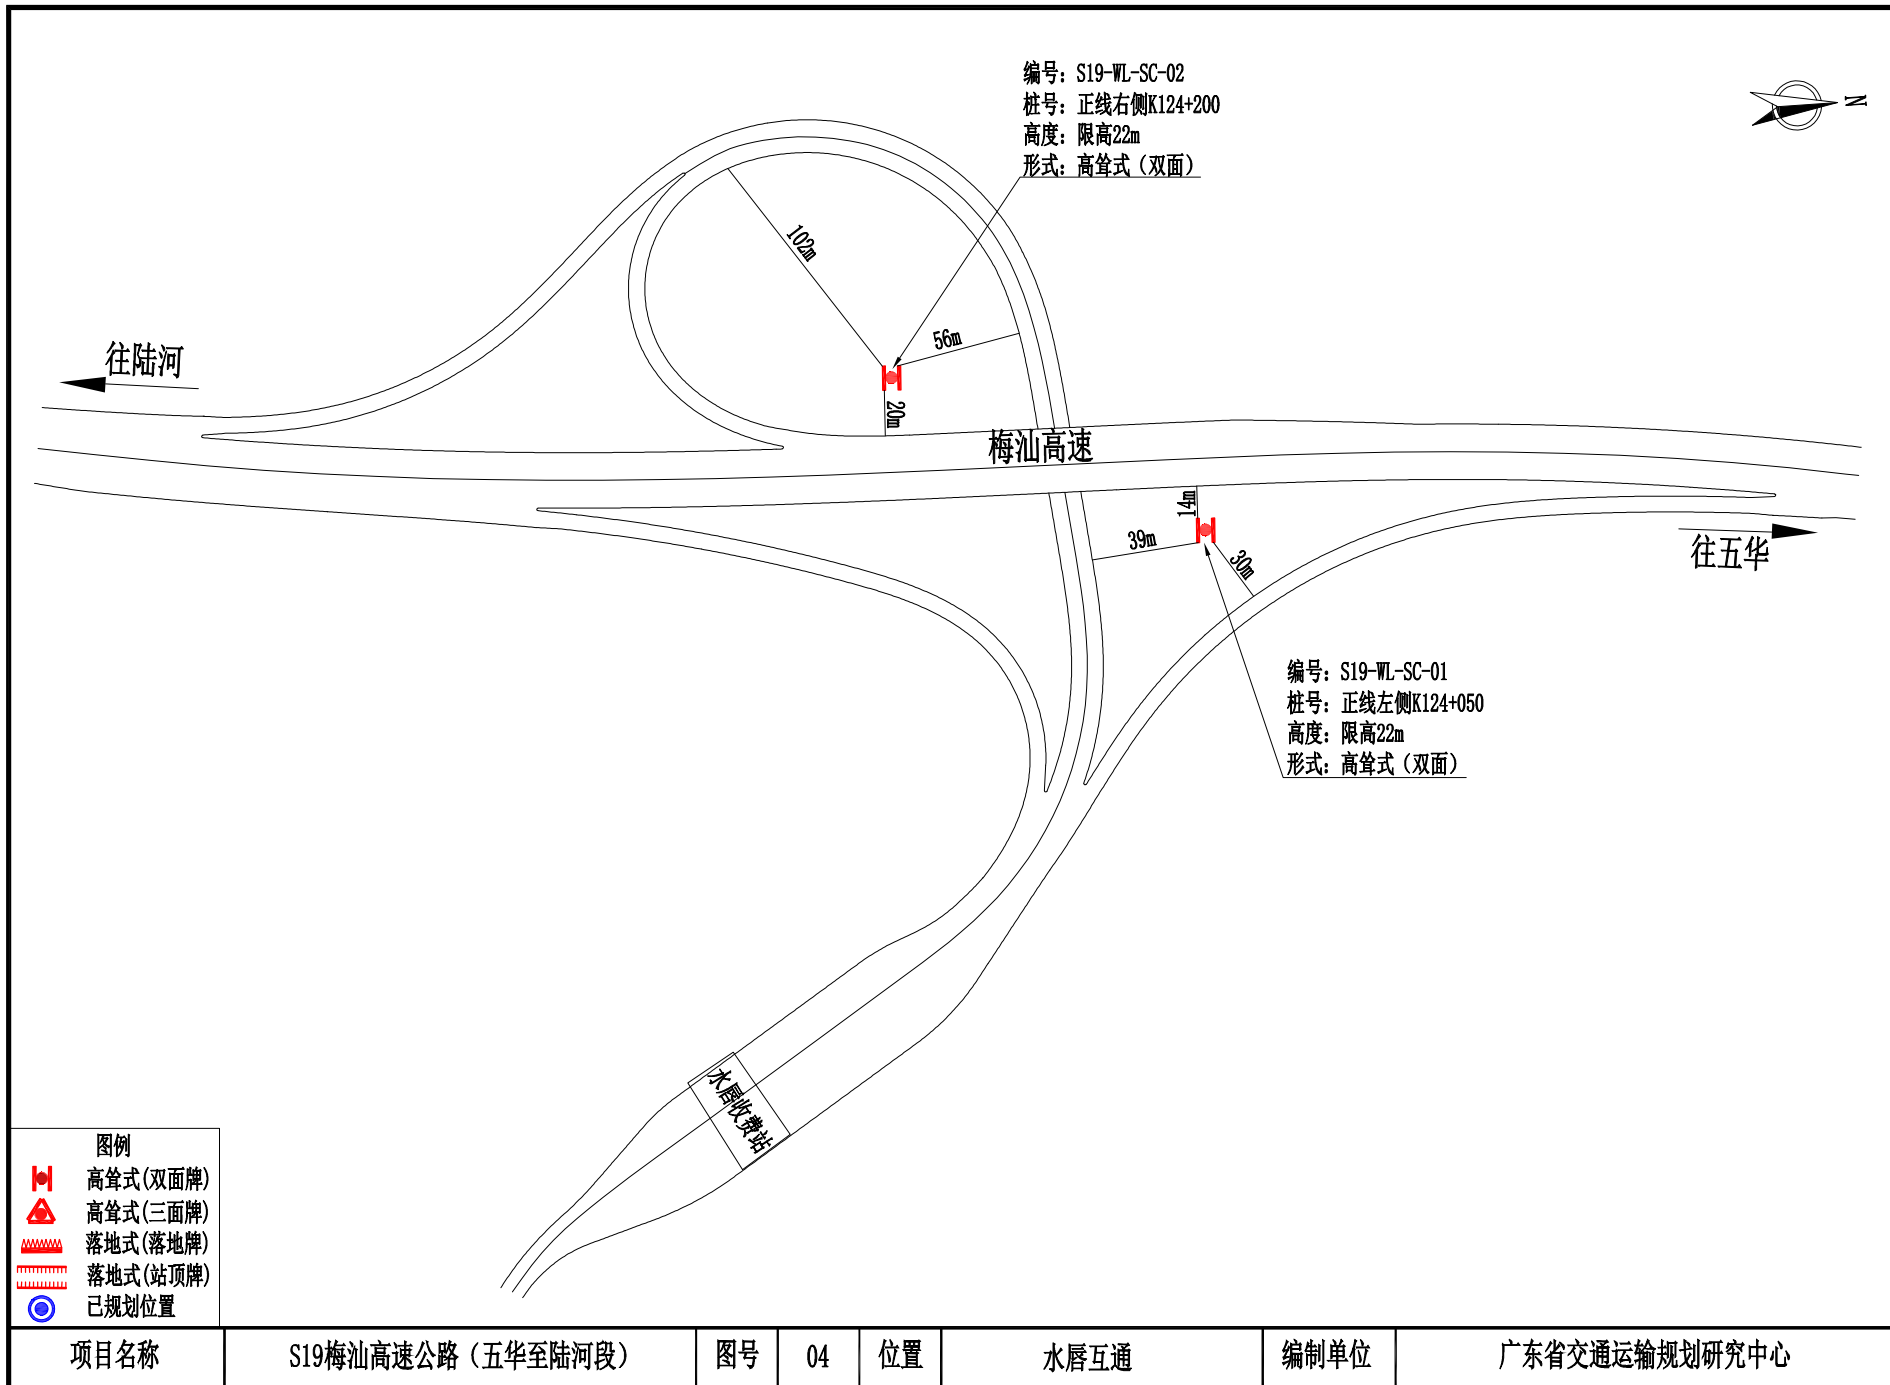 编号：S19-WL-SC-02
桩号：正线右侧K124+200
高度：限高22m
形式：高耸式（双面）
N
102m
56m
20m
往陆河
梅汕高速
14m
39m
30m
往五华
编号：S19-WL-SC-01
桩号：正线左侧K124+050
高度：限高22m
形式：高耸式（双面）
水唇收费站
图例
高耸式(双面牌)
高耸式(三面牌)
落地式(落地牌)
落地式(站顶牌)
已规划位置
项目名称 S19梅汕高速公路（五华至陆河段） 图号 04 位置 水唇互通 编制单位 广东省交通运输规划研究中心